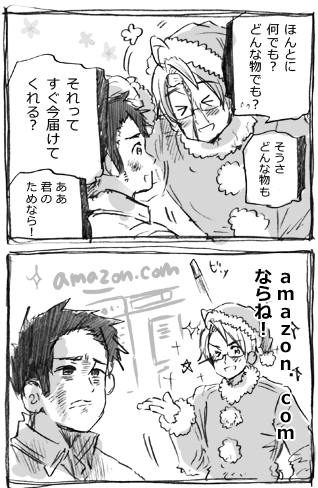 ほんとに
何でも?
どんな物でも?
そうさ
どんな物も
それって
すぐ今届けて
くれる?
ああ
君の
ためなら!
amazon.com
ビッ
amazon.com
ならね!